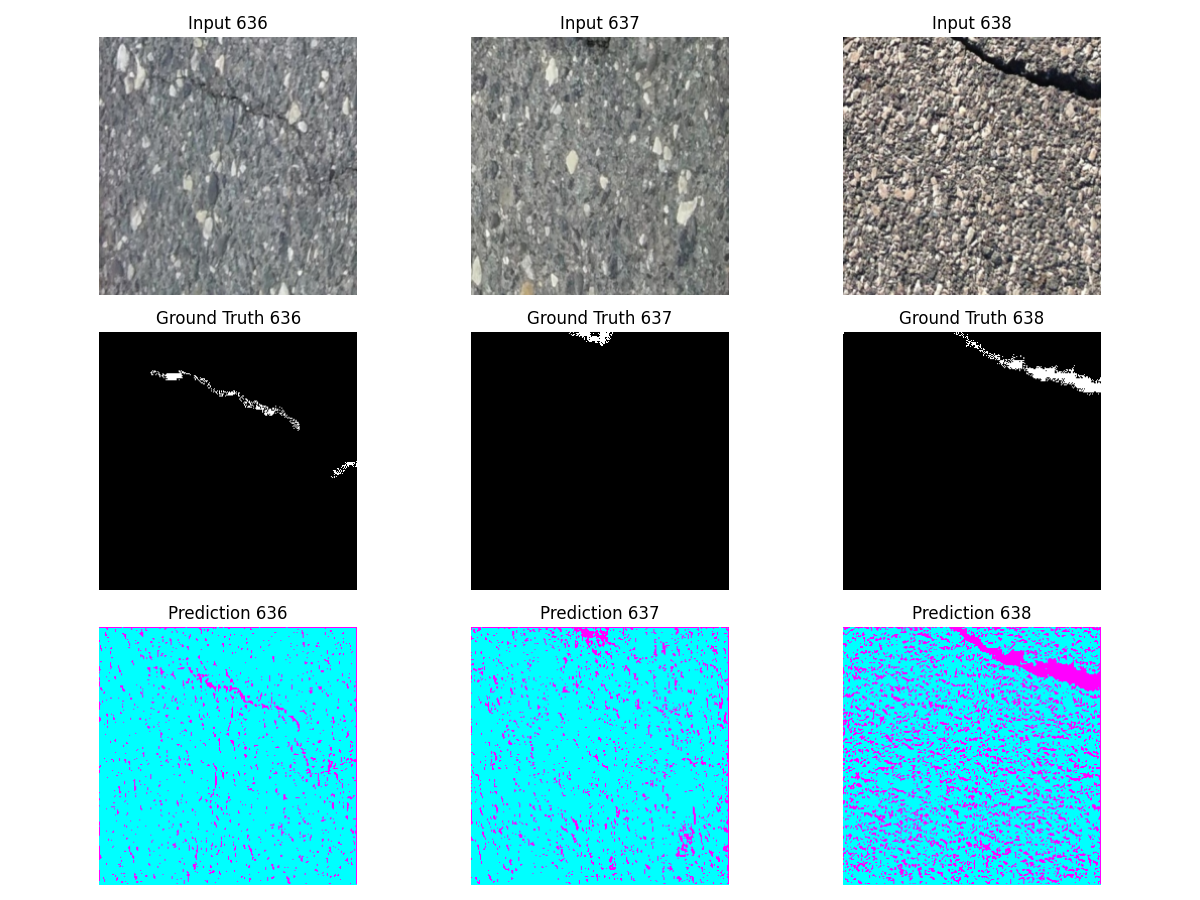 Input 636
Input 637
Input 638
Ground Truth 636
Ground Truth 637
Ground Truth 638
Prediction 636
Prediction 637
Prediction 638